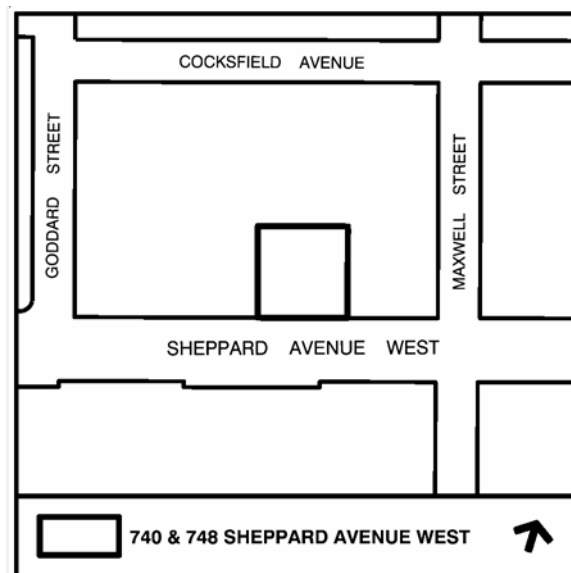 COCKSFIELD AVENUE
GODDARD STREET
MAXWELL STREET
SHEPPARD AVENUE WEST
740 & 748 SHEPPARD AVENUE WEST